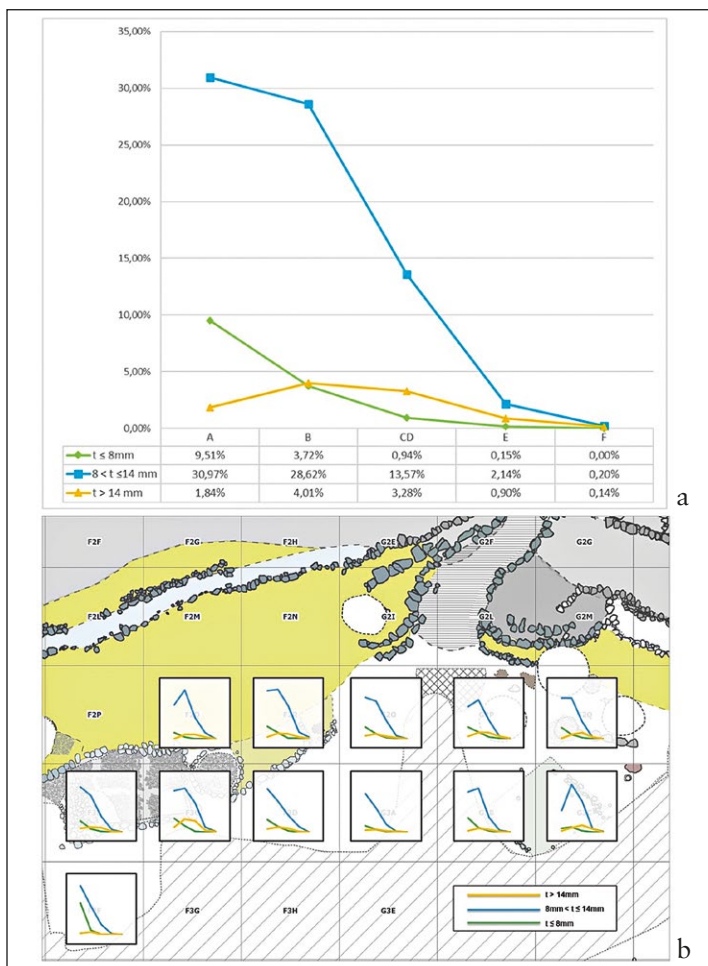 35,00%
30,00%
25,00%
20,00%
15,00%
10,00%
5,00%
0,00%
A B CD E F
t ≤ 8mm 9,51% 3,72% 0,94% 0,15% 0,00%
8 < t ≤14 mm 30,97% 28,62% 13,57% 2,14% 0,20%
t > 14 mm 1,84% 4,01% 3,28% 0,90% 0,14%
a
F2F F2G F2H G2E G2F G2G
F2L F2M F2N G2I G2L G2M
F2P
F3G F3H G3E
t > 14mm
8mm < t ≤ 14mm
t ≤ 8mm
b